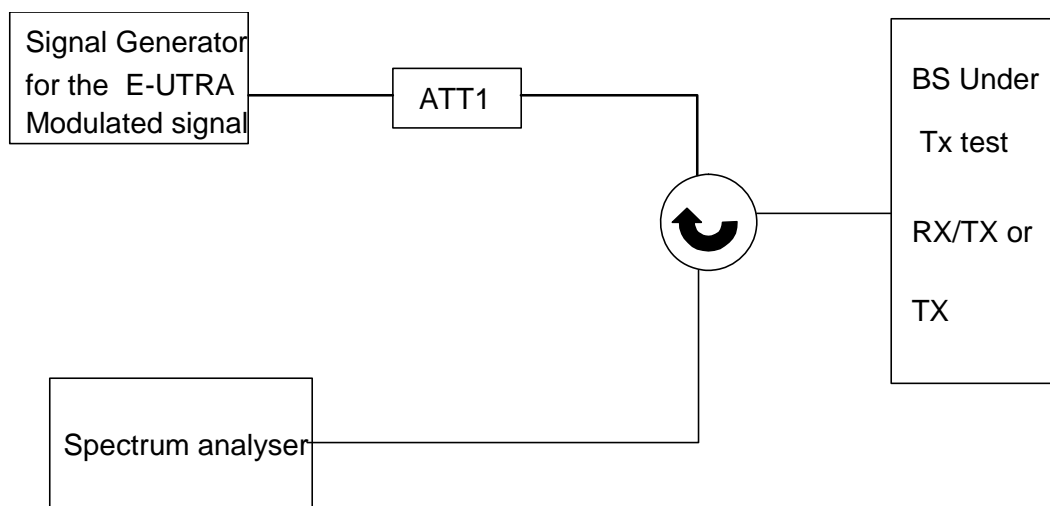 Signal Generator
for the E-UTRA
Modulated signal
ATT1
BS Under
Tx test
RX/TX or
TX
Spectrum analyser